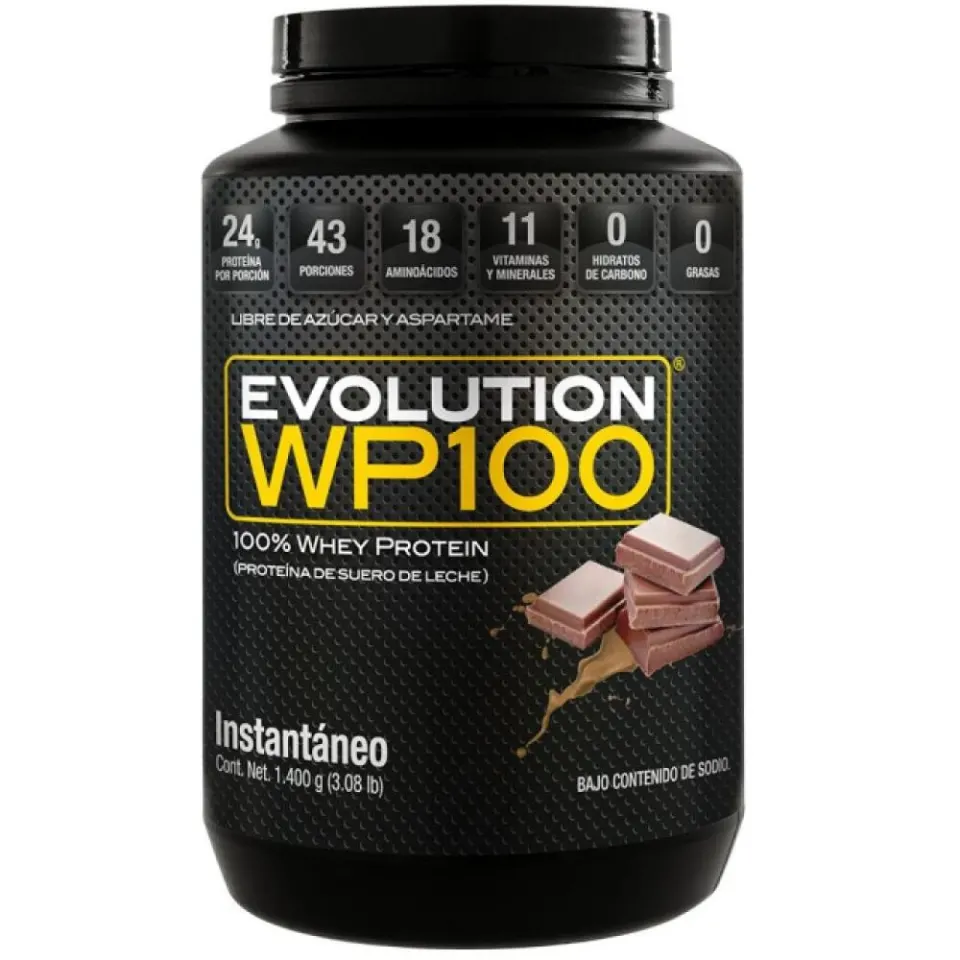 24g
PROTEÍNA
POR PORCIÓN
43
PORCIONES
18
AMINOÁCIDOS
11
VITAMINAS
Y MINERALES
0
HIDRATOS
DE CARBONO
0
GRASAS
LIBRE DE AZÚCAR Y ASPARTAME
EVOLUTION®
WP100
100% WHEY PROTEIN
(PROTEÍNA DE SUERO DE LECHE)
Instantáneo
Cont. Net. 1.400 g (3.08 lb)
BAJO CONTENIDO DE SODIO.